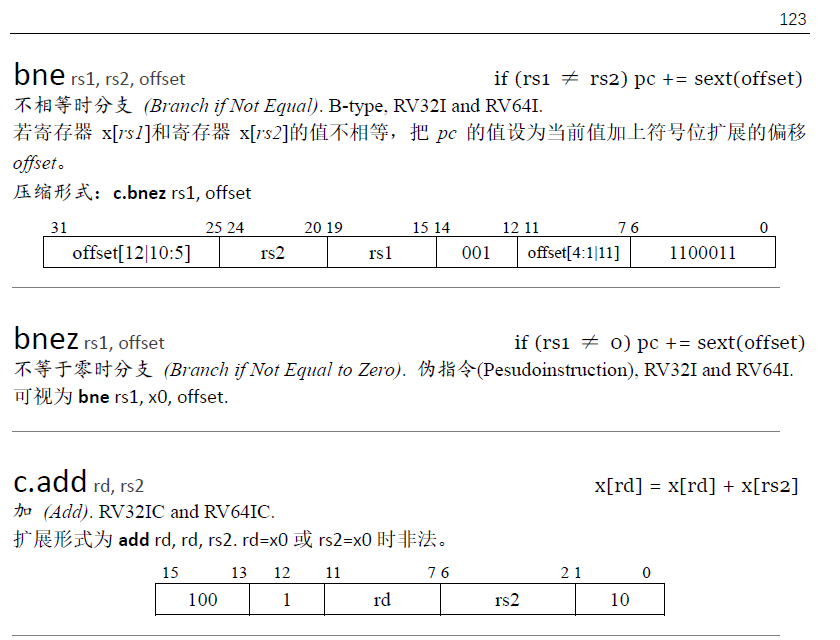 123
bne rs1, rs2, offset if (rs1 ≠ rs2) pc += sext(offset)
不相等时分支 (Branch if Not Equal). B-type, RV32I and RV64I.
若寄存器 x[rs1]和寄存器 x[rs2]的值不相等，把 pc 的值设为当前值加上符号位扩展的偏移
offset。
压缩形式：c.bnez rs1, offset
31 25 24 20 19 15 14 12 11 7 6 0
offset[12|10:5] rs2 rs1 001 offset[4:1|11] 1100011
bnez rs1, offset if (rs1 ≠ 0) pc += sext(offset)
不等于零时分支 (Branch if Not Equal to Zero). 伪指令(Pesudoinstruction), RV32I and RV64I.
可视为 bne rs1, x0, offset.
c.add rd, rs2 x[rd] = x[rd] + x[rs2]
加 (Add). RV32IC and RV64IC.
扩展形式为 add rd, rd, rs2. rd=x0 或 rs2=x0 时非法。
15 13 12 11 7 6 2 1 0
100 1 rd rs2 10